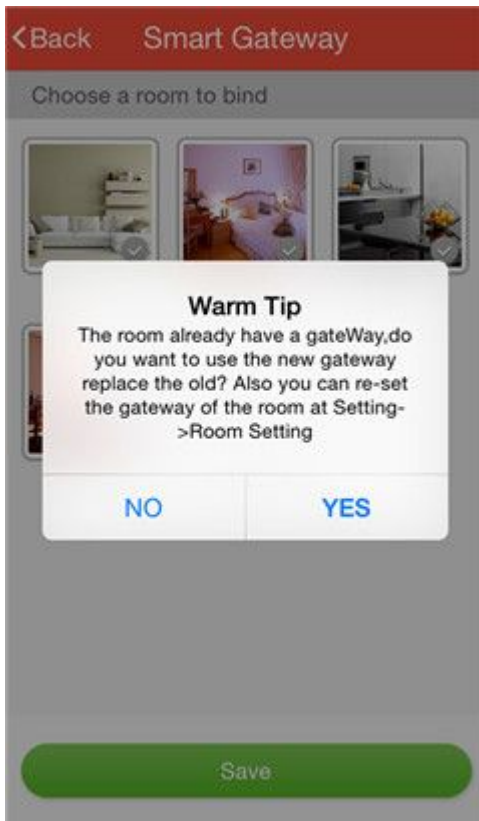 Back Smart Gateway
Choose a room to bind
Warm Tip
The room already have a gateWay,do
you want to use the new gateway
replace the old? Also you can re-set
the gateway of the room at Setting-
>Room Setting
NO YES
Save